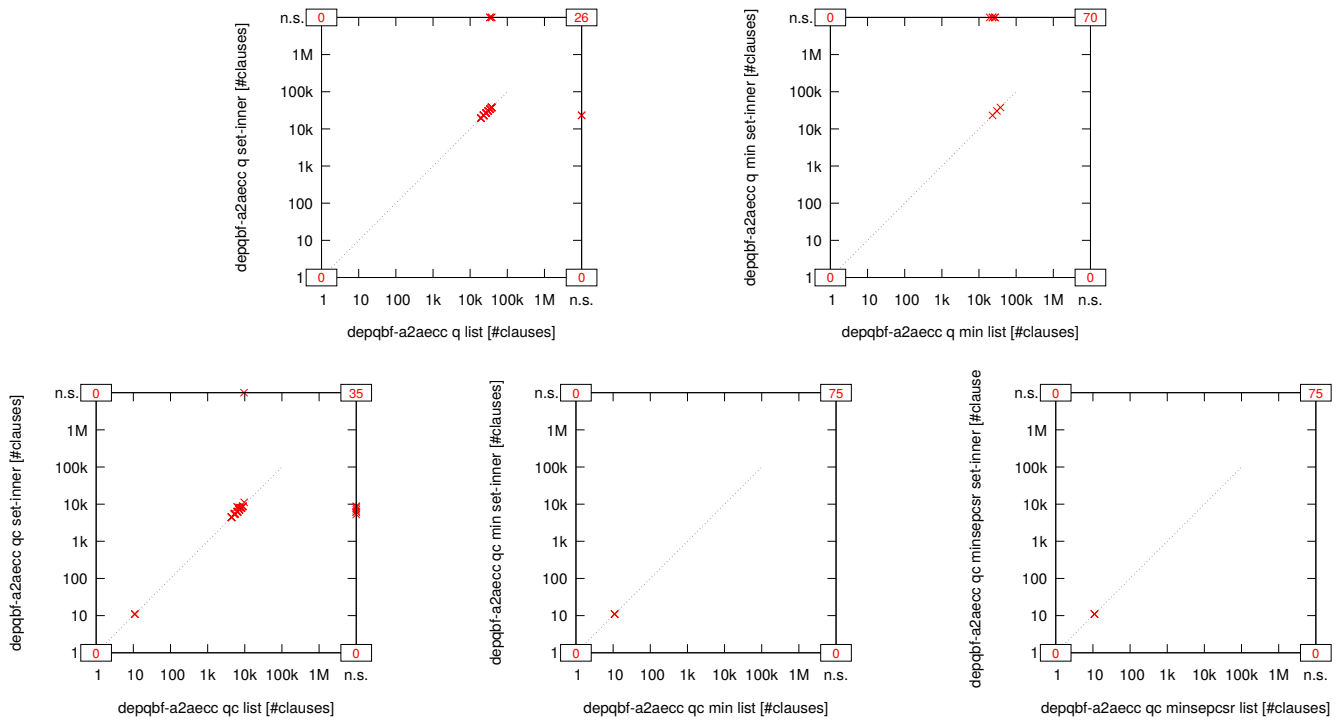 n.s. 0 26
1M
100k
10k
1k
100
10
1 0 0
1 10 100 1k 10k 100k 1M n.s.
depqbf-a2aecc q list [#clauses]
depqbf-a2aecc q set-inner [#clauses]
n.s. 0 70
1M
100k
10k
1k
100
10
1 0 0
1 10 100 1k 10k 100k 1M n.s.
depqbf-a2aecc q min list [#clauses]
depqbf-a2aecc q min set-inner [#clauses]
n.s. 0 35
1M
100k
10k
1k
100
10
1 0 0
1 10 100 1k 10k 100k 1M n.s.
depqbf-a2aecc qc list [#clauses]
depqbf-a2aecc qc set-inner [#clauses]
n.s. 0 75
1M
100k
10k
1k
100
10
1 0 0
1 10 100 1k 10k 100k 1M n.s.
depqbf-a2aecc qc min list [#clauses]
depqbf-a2aecc qc min set-inner [#clauses]
n.s. 0 75
1M
100k
10k
1k
100
10
1 0 0
1 10 100 1k 10k 100k 1M n.s.
depqbf-a2aecc qc minsepcsr list [#clauses]
depqbf-a2aecc qc minsepcsr set-inner [#clause